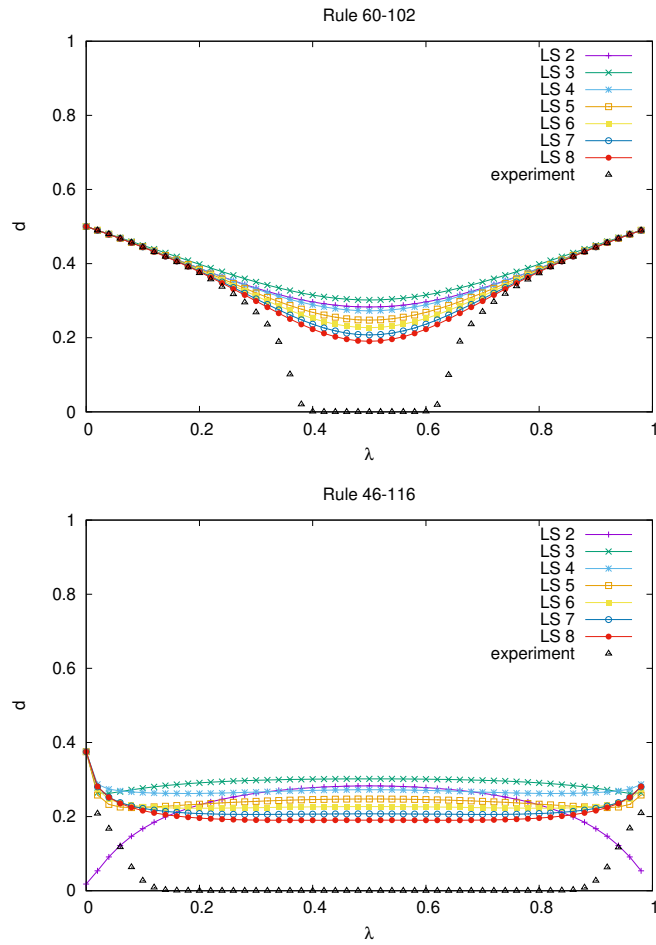 Rule 60-102
1
0.8
0.6
0.4
0.2
0
d
LS 2
LS 3
LS 4
LS 5
LS 6
LS 7
LS 8
experiment
0 0.2 0.4 0.6 0.8 1
λ
Rule 46-116
1
0.8
0.6
0.4
0.2
0
d
LS 2
LS 3
LS 4
LS 5
LS 6
LS 7
LS 8
experiment
0 0.2 0.4 0.6 0.8 1
λ